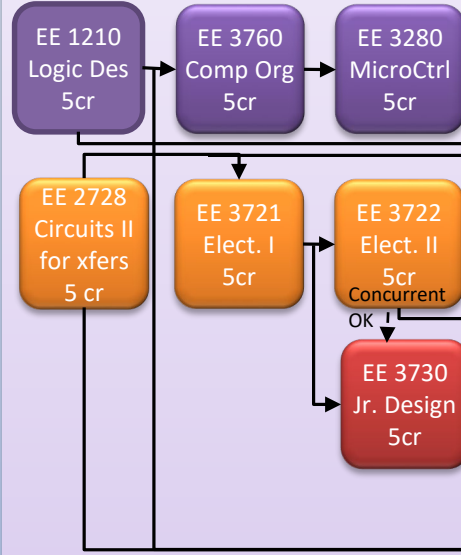 EE 1210
Logic Des
5cr
EE 3760
Comp Org
5cr
EE 3280
MicroCtrl
5cr
EE 2728
Circuits II
for xfers
5 cr
EE 3721
Elect. I
5cr
EE 3722
Elect. II
5cr
Concurrent
OK
EE 3730
Jr. Design
5cr